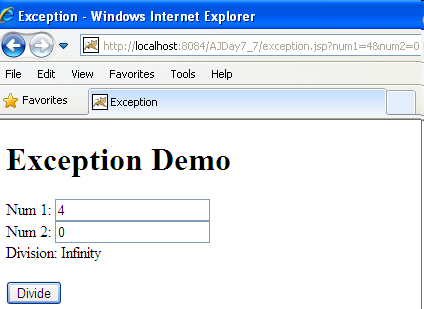 Exception - Windows Internet Explorer
http://localhost:8084/AJDay7_7/exception.jsp?num1=4&num2=0
File Edit View Favorites Tools Help
Favorites Exception
Exception Demo
Num 1: 4
Num 2: 0
Division: Infinity
Divide